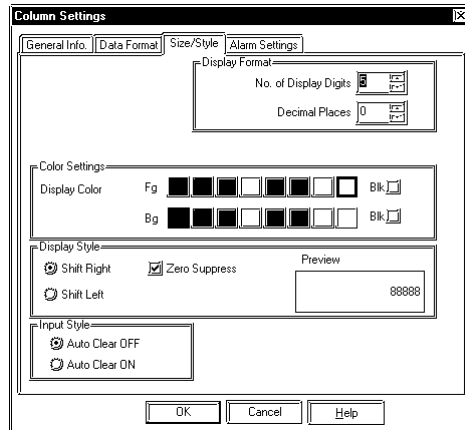 Column Settings
General Info. Data Format Size/Style Alarm Settings
Display Format
No. of Display Digits 5
Decimal Places 0
Color Settings
Display Color Fg Blk
Bg Blk
Display Style
Shift Right Zero Suppress Preview
Shift Left 88888
Input Style
Auto Clear OFF
Auto Clear ON
OK Cancel Help